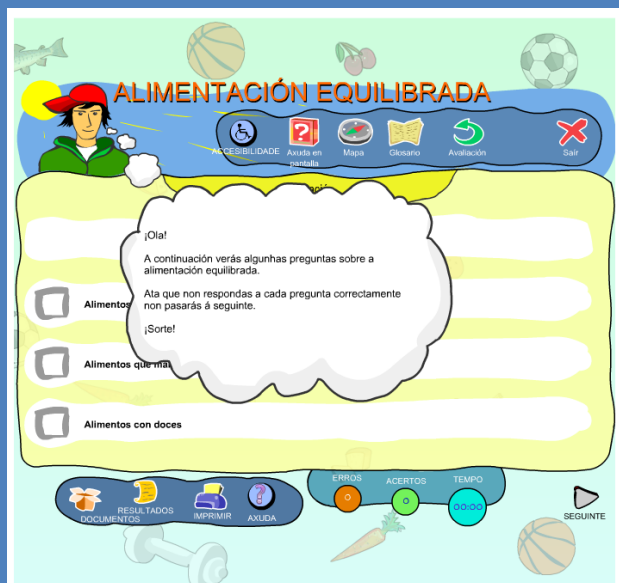 ALIMENTACIÓN EQUILIBRADA
ACCESIBILIDADE
Axuda en
pantalla
Mapa
Glosario
Avaliación
Saír
¡Ola!
A continuación verás algunhas preguntas sobre a
alimentación equilibrada.
Ata que non respondas a cada pregunta correctamente
non pasarás á seguinte.
¡Sorte!
Alimentos
Alimentos que
Alimentos con doces
DOCUMENTOS
RESULTADOS
IMPRIMIR
AXUDA
ERROS
0
ACERTOS
0
TEMPO
00:00
SEGUINTE